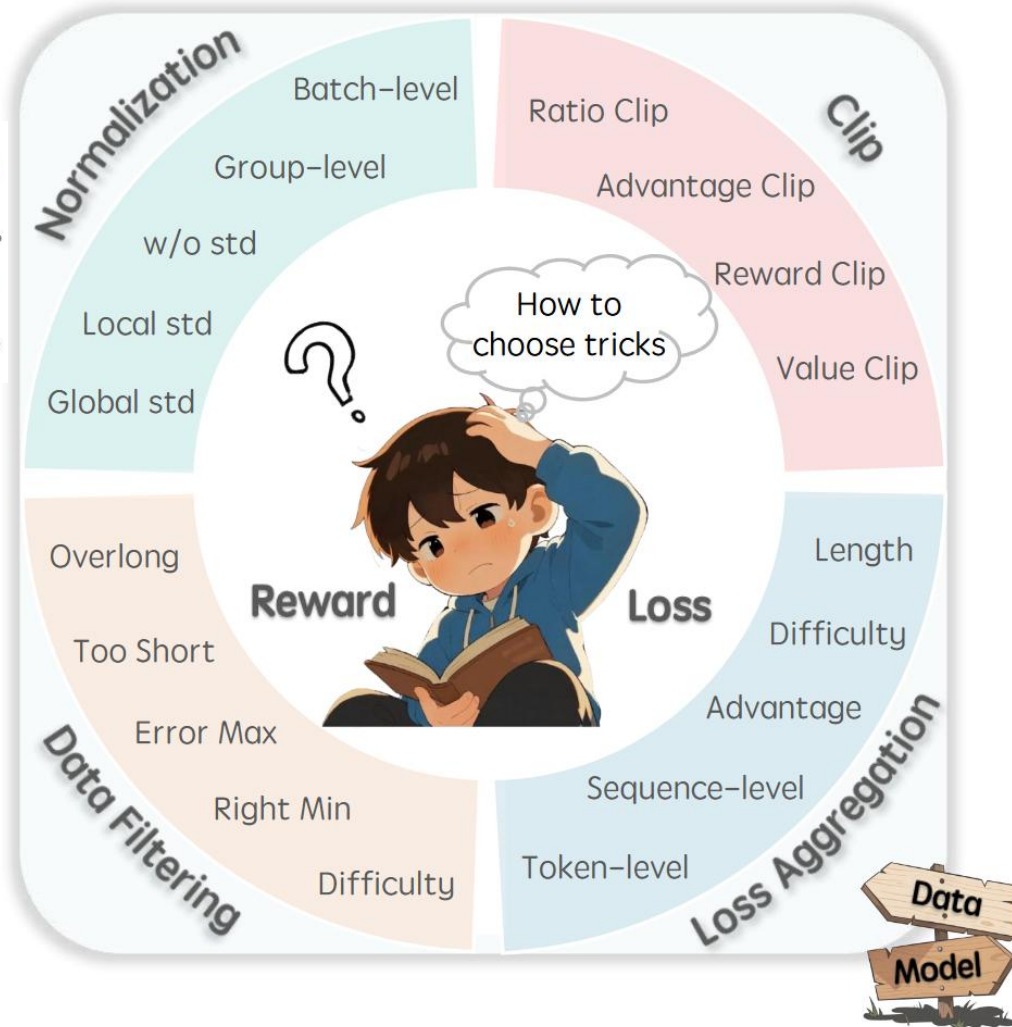 Normalization
Batch-level
Group-level
w/o std
Local std
Global std
Clip
Ratio Clip
Advantage Clip
Reward Clip
Value Clip
How to
choose tricks
?
Reward
Loss
Overlong
Too Short
Error Max
Right Min
Difficulty
Data Filtering
Length
Difficulty
Advantage
Sequence-level
Token-level
Loss Aggregation
Data
Model